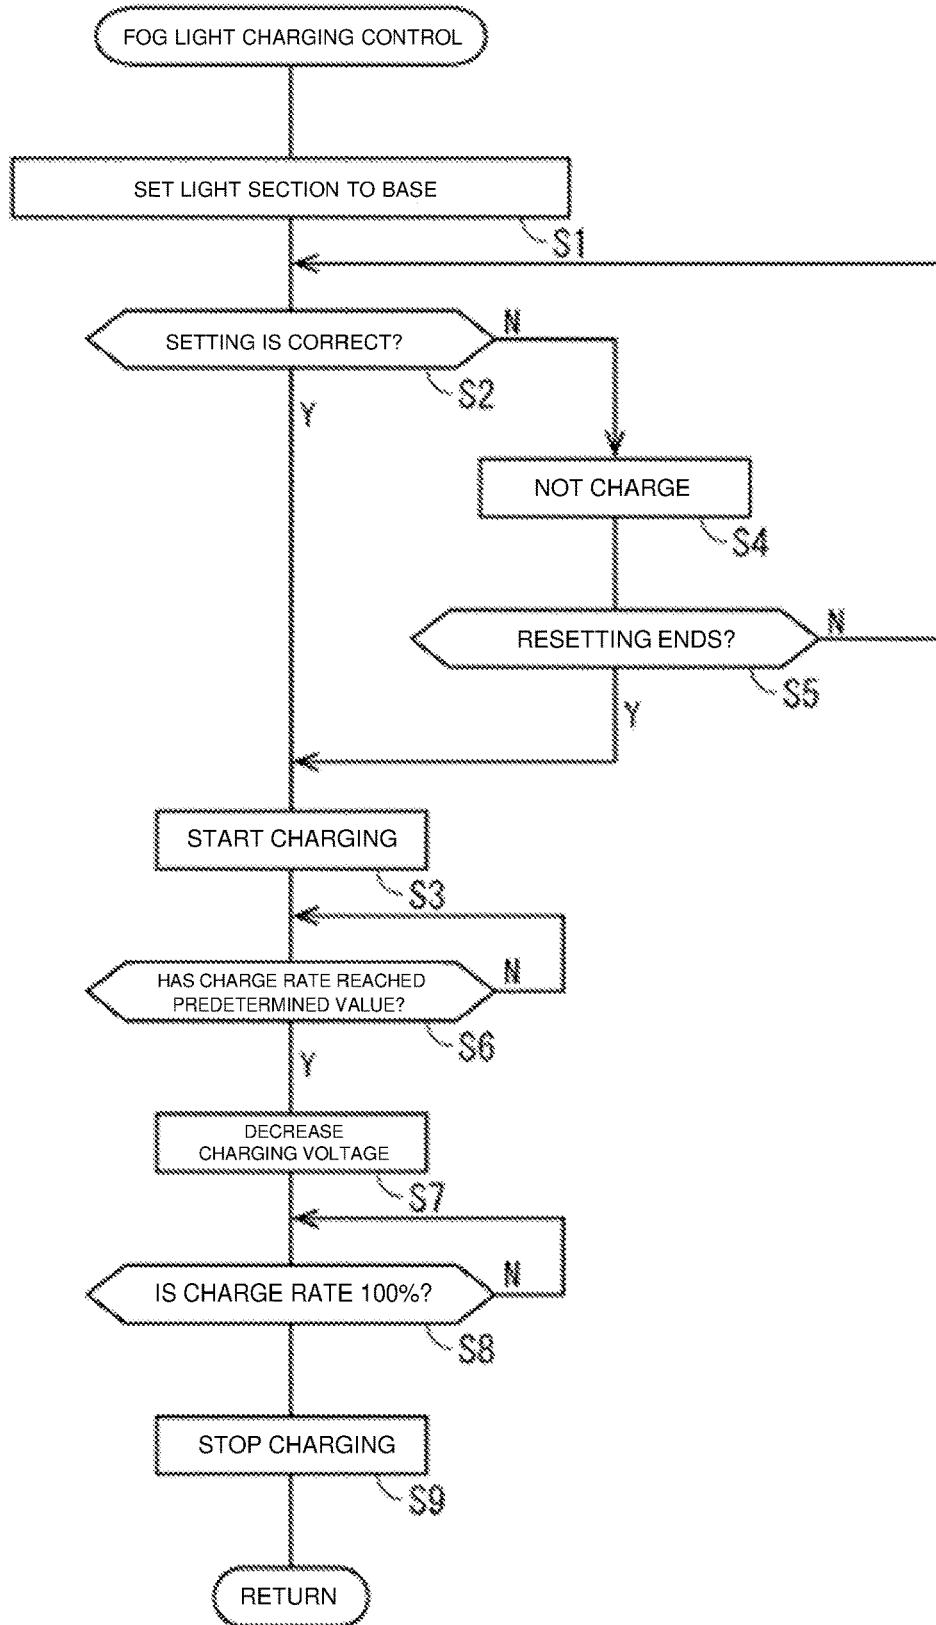 FOG LIGHT CHARGING CONTROL
SET LIGHT SECTION TO BASE
S1
SETTING IS CORRECT?
N
S2
Y
NOT CHARGE
S4
RESETTING ENDS?
N
S5
Y
START CHARGING
S3
HAS CHARGE RATE REACHED
PREDETERMINED VALUE?
N
S6
Y
DECREASE
CHARGING VOLTAGE
S7
IS CHARGE RATE 100%?
N
S8
STOP CHARGING
S9
RETURN